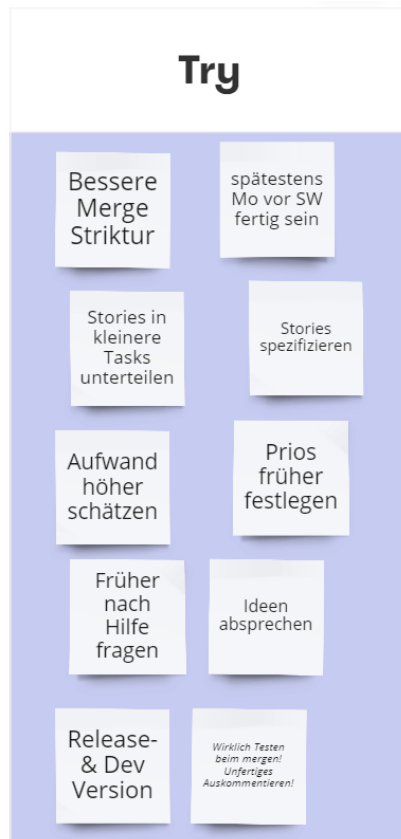 Try
Bessere
Merge
Striktur
spätestens
Mo vor SW
fertig sein
Stories in
kleinere
Tasks
unterteilen
Stories
spezifizieren
Aufwand
höher
schätzen
Prios
früher
festlegen
Früher
nach
Hilfe
fragen
Ideen
absprechen
Release-
& Dev
Version
Wirklich Testen
beim mergen!
Unfertiges
Auskommentieren!